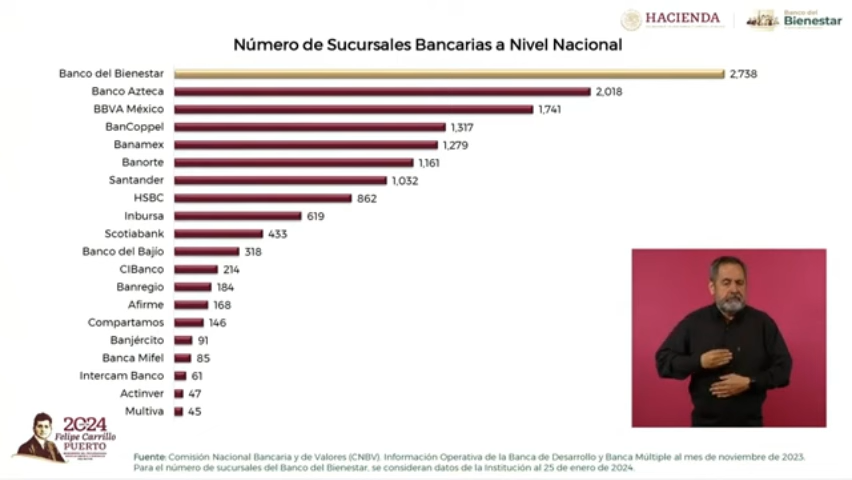 HACIENDA
Banco del
Bienestar
Número de Sucursales Bancarias a Nivel Nacional
Banco del Bienestar 2,738
Banco Azteca 2,018
BBVA México 1,741
BanCoppel 1,317
Banamex 1,279
Banorte 1,161
Santander 1,032
HSBC 862
Inbursa 619
Scotiabank 433
Banco del Bajío 318
CIBanco 214
Banregio 184
Afirme 168
Compartamos 146
Banjército 91
Banca Mifel 85
Intercam Banco 61
Actinver 47
Multiva 45
2024
Felipe Carrillo
PUERTO
Fuente: Comisión Nacional Bancaria y de Valores (CNBV). Información Operativa de la Banca de Desarrollo y Banca Múltiple al mes de noviembre de 2023.
Para el número de sucursales del Banco del Bienestar, se consideran datos de la Institución al 25 de enero de 2024.